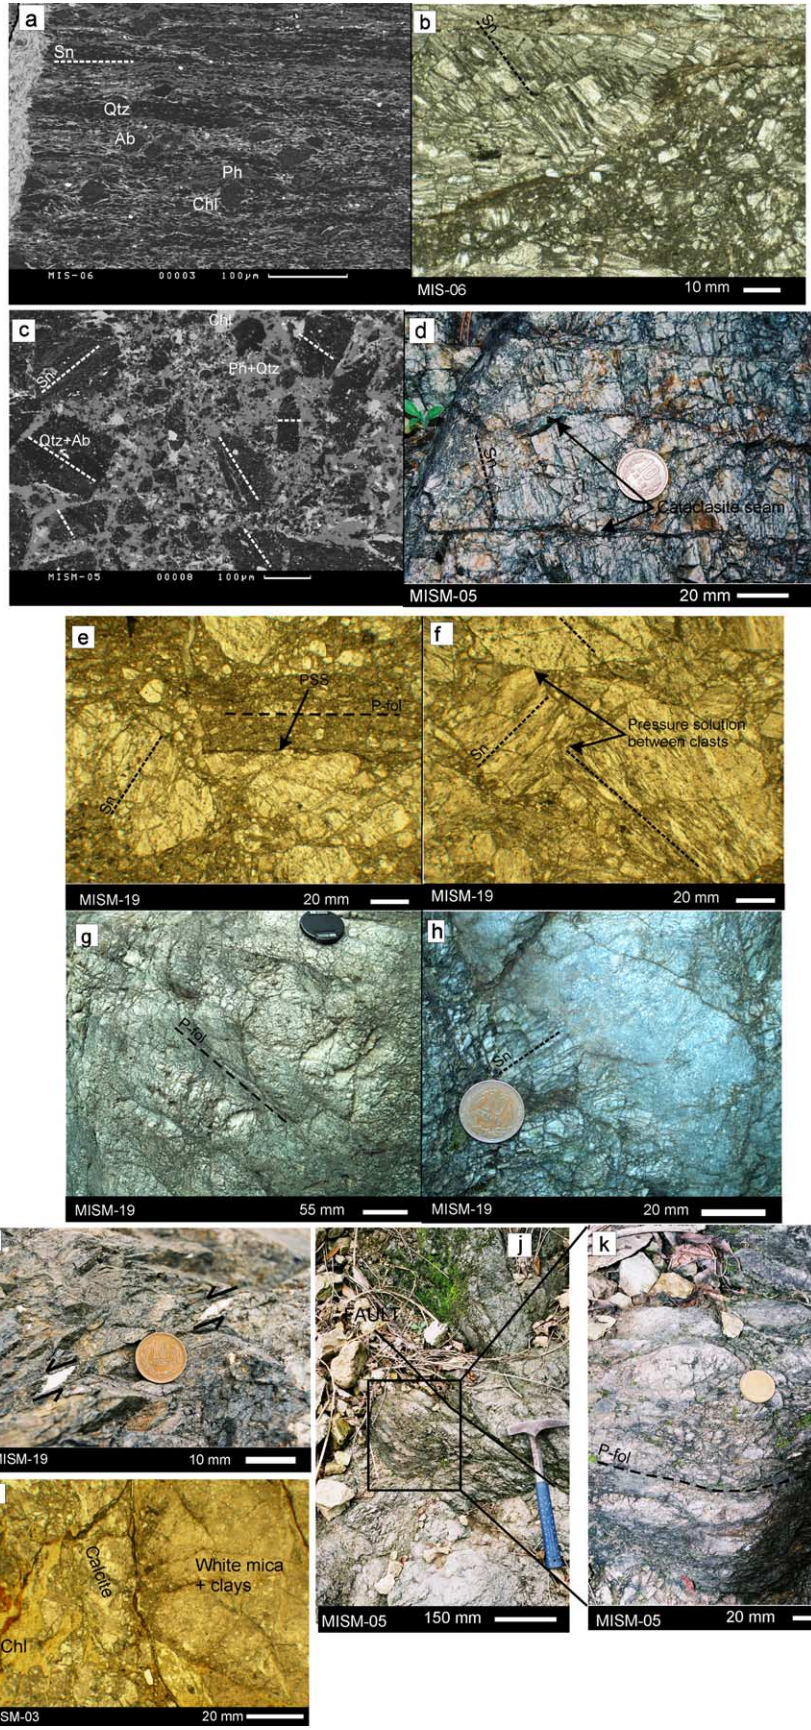 a
Sn
Qtz
Ab
Ph
Chl
MIS-06 00003 100µm
b
Sn
MIS-06 10 mm
c
Chl
Sn
Ph+Qtz
Qtz+Ab
MISM-05 00008 100µm
d
Sn
Cataclasite seam
MISM-05 20 mm
e
PSS
P-fol
Sn
MISM-19 20 mm
f
Pressure solution
between clasts
Sn
MISM-19 20 mm
g
P-fol
MISM-19 55 mm
h
Sn
MISM-19 20 mm
ISM-19 10 mm
j
FAULT
MISM-05 150 mm
k
P-fol
MISM-05 20 mm
Calcite
White mica
+ clays
Chl
SM-03 20 mm